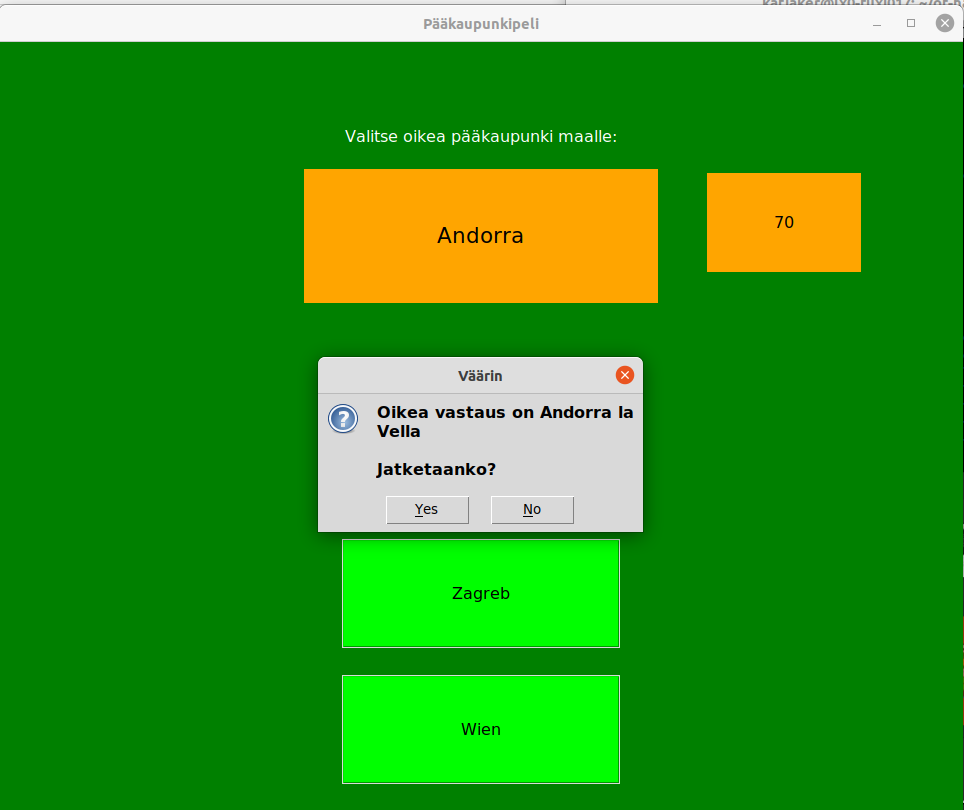 Pääkaupunkipeli
Valitse oikea pääkaupunki maalle:
Andorra
70
Väärin
Oikea vastaus on Andorra la
Vella
Jatketaanko?
Yes
No
Zagreb
Wien